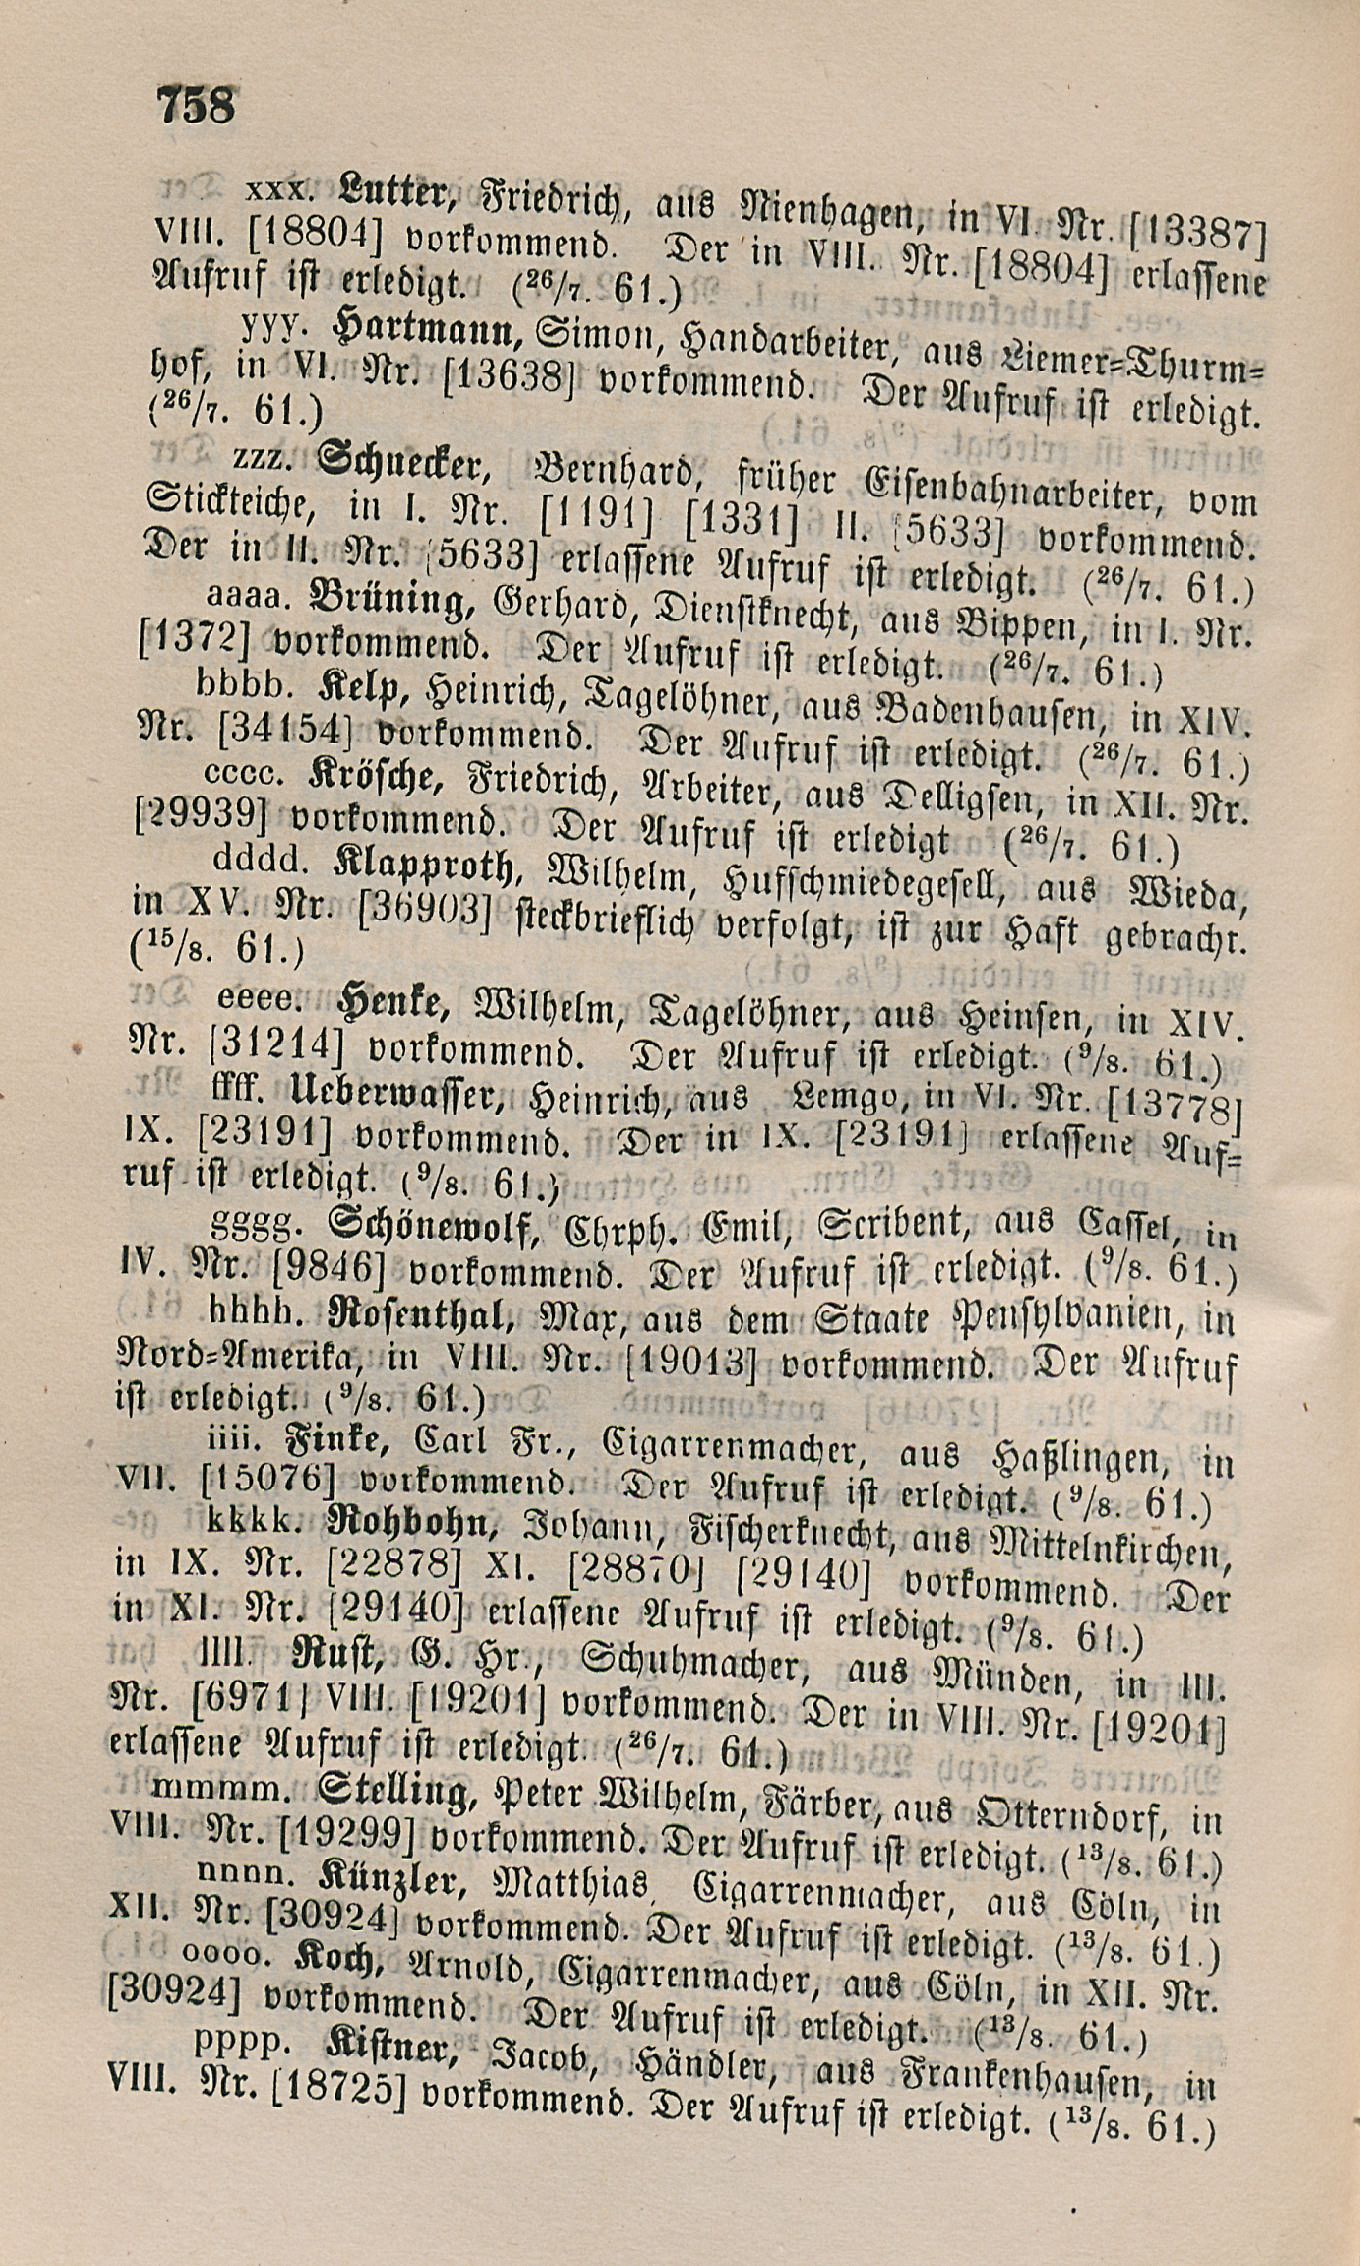 758
xxx. Lutter, Friedrich, aus Nienhagen, in VI. Nr. [13387]
VIII. [18804] vorkommend. Der in VIII. Nr. [18804] erlassene
Aufruf ist erledigt. (26/7. 61.)
yyy. Hartmann, Simon, Handarbeiter, aus Liemer=Thurm=
hof, in VI. Nr. [13638] vorkommend. Der Aufruf ist erledigt.
(26/7. 61.)
zzz. Schnecker, Bernhard, früher Eisenbahnarbeiter, vom
Stickteiche, in I. Nr. [1191] [1331] II. [5633] vorkommend.
Der in II. Nr. [5633] erlassene Aufruf ist erledigt. (26/7. 61.)
aaaa. Brüning, Gerhard, Dienstknecht, aus Bippen, in I. Nr.
[1372] vorkommend. Der Aufruf ist erledigt. (26/7. 61.)
bbbb. Kelp, Heinrich, Tagelöhner, aus Badenhausen, in XIV.
Nr. [34154] vorkommend. Der Aufruf ist erledigt. (26/7. 61.)
cccc. Krösche, Friedrich, Arbeiter, aus Delligsen, in XII. Nr.
[29939] vorkommend. Der Aufruf ist erledigt (26/7. 61.)
dddd. Klapproth, Wilhelm, Hufschmiedegesell, aus Wieda,
in XV. Nr. [36903] steckbrieflich verfolgt, ist zur Haft gebracht.
(15/8. 61.)
eeee. Henke, Wilhelm, Tagelöhner, aus Heinsen, in XIV.
Nr. [31214] vorkommend. Der Aufruf ist erledigt. (9/8. 61.)
ffff. Ueberwasser, Heinrich, aus Lemgo, in VI. Nr. [13778]
IX. [23191] vorkommend. Der in IX. [23191] erlassene Auf=
ruf ist erledigt. (9/8. 61.)
gggg. Schönewolf, Chrph. Emil, Scribent, aus Cassel, in
IV. Nr. [9846] vorkommend. Der Aufruf ist erledigt. (9/8. 61.)
hhhh. Rosenthal, Max, aus dem Staate Pensylvanien, in
Nord=Amerika, in VIII. Nr. [19013] vorkommend. Der Aufruf
ist erledigt. (9/8. 61.)
iiii. Finke, Carl Fr., Cigarrenmacher, aus Haßlingen, in
VII. [15076] vorkommend. Der Aufruf ist erledigt. (9/8. 61.)
kkkk. Rohbohn, Johann, Fischerknecht, aus Mittelnkirchen,
in IX. Nr. [22878] XI. [28870] [29140] vorkommend. Der
in XI. Nr. [29140] erlassene Aufruf ist erledigt. (9/8. 61.)
llll. Rust, G. Hr., Schuhmacher, aus Münden, in III.
Nr. [6971] VIII. [19201] vorkommend. Der in VIII. Nr. [19201]
erlassene Aufruf ist erledigt. (26/7. 61.)
mmmm. Stelling, Peter Wilhelm, Färber, aus Otterndorf, in
VIII. Nr. [19299] vorkommend. Der Aufruf ist erledigt. (13/8. 61.)
nnnn. Künzler, Matthias, Cigarrenmacher, aus Cöln, in
XII. Nr. [30924] vorkommend. Der Aufruf ist erledigt. (13/8. 61.)
oooo. Koch, Arnold, Cigarrenmacher, aus Cöln, in XII. Nr.
[30924] vorkommend. Der Aufruf ist erledigt. (13/8. 61.)
pppp. Kistner, Jacob, Händler, aus Frankenhausen, in
VIII. Nr. [18725] vorkommend. Der Aufruf ist erledigt. (13/8. 61.)